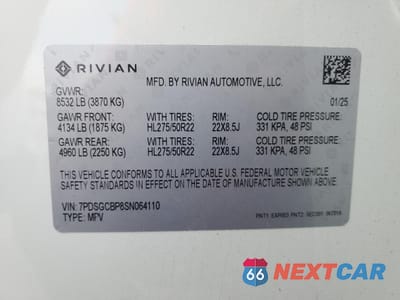 RIVIAN
MFD. BY RIVIAN AUTOMOTIVE, LLC.
GVWR:
8532 LB (3870 KG)
01/25
GAWR FRONT: WITH TIRES: RIM: COLD TIRE PRESSURE:
4134 LB (1875 KG) HL275/50R22 22X8.5J 331 KPA, 48 PSI
GAWR REAR: WITH TIRES: RIM: COLD TIRE PRESSURE:
4960 LB (2250 KG) HL275/50R22 22X8.5J 331 KPA, 48 PSI
THIS VEHICLE CONFORMS TO ALL APPLICABLE U.S. FEDERAL MOTOR VEHICLE
SAFETY STANDARDS IN EFFECT ON THE DATE OF MANUFACTURE SHOWN ABOVE.
VIN: 7PDSGCBP8SN064110
TYPE: MPV
PNT1: PNT2:
66 NEXTCAR